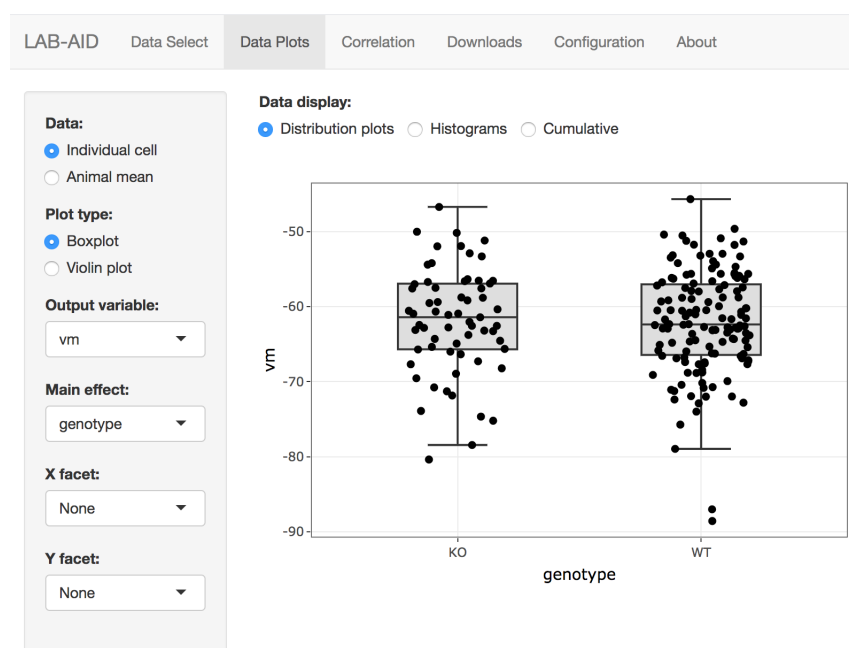 LAB-AID Data Select Data Plots Correlation Downloads Configuration About
Data:
Individual cell
Animal mean
Plot type:
Boxplot
Violin plot
Output variable:
vm
Main effect:
genotype
X facet:
None
Y facet:
None
Data display:
Distribution plots Histograms Cumulative
vm
-50
-60
-70
-80
-90
KO WT
genotype